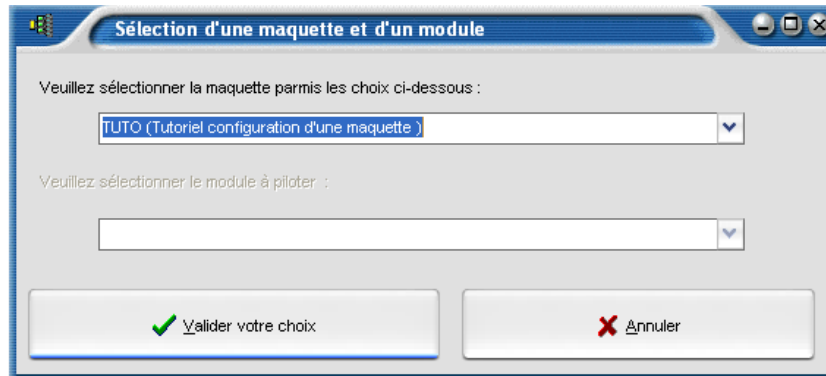 Sélection d'une maquette et d'un module
Veuillez sélectionner la maquette parmis les choix ci-dessous :
TUTO (Tutoriel configuration d'une maquette )
Veuillez sélectionner le module à piloter :
Valider votre choix
Annuler